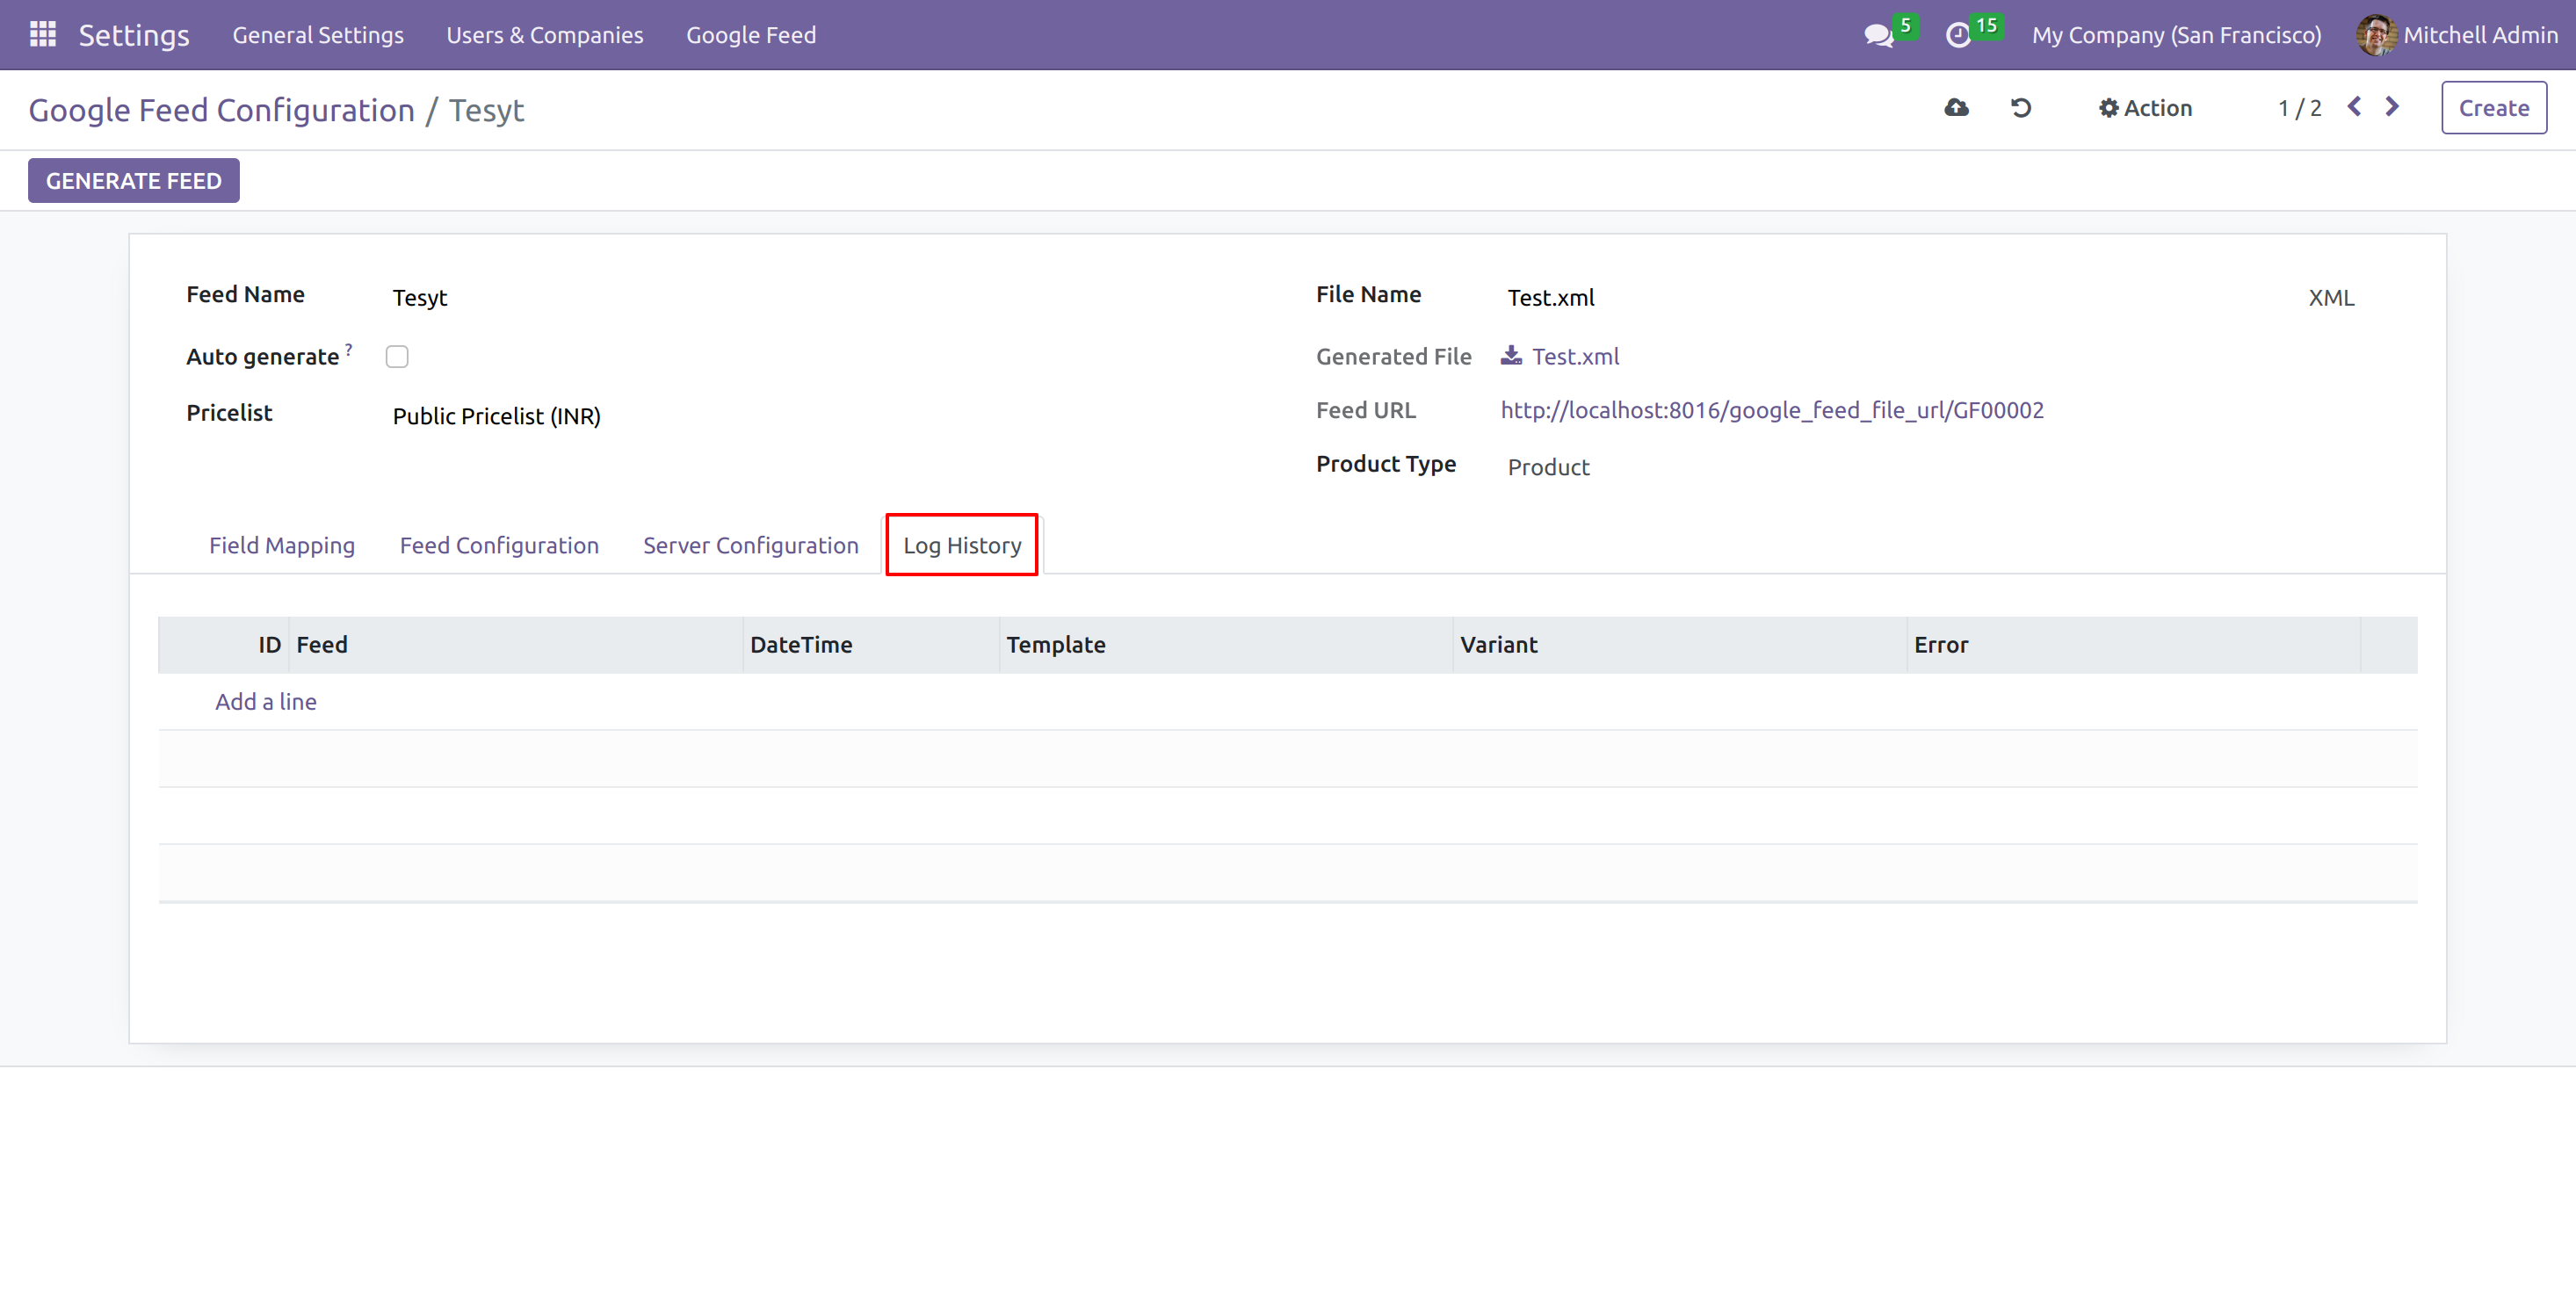 Settings General Settings Users & Companies Google Feed 5 15 My Company (San Francisco) Mitchell Admin
Google Feed Configuration / Tesyt Action 1 / 2 Create
GENERATE FEED
Feed Name Tesyt File Name Test.xml XML
Auto generate ? Generated File Test.xml
Pricelist Public Pricelist (INR) Feed URL http://localhost:8016/google_feed_file_url/GF00002
Product Type Product
Field Mapping Feed Configuration Server Configuration Log History
ID Feed DateTime Template Variant Error
Add a line